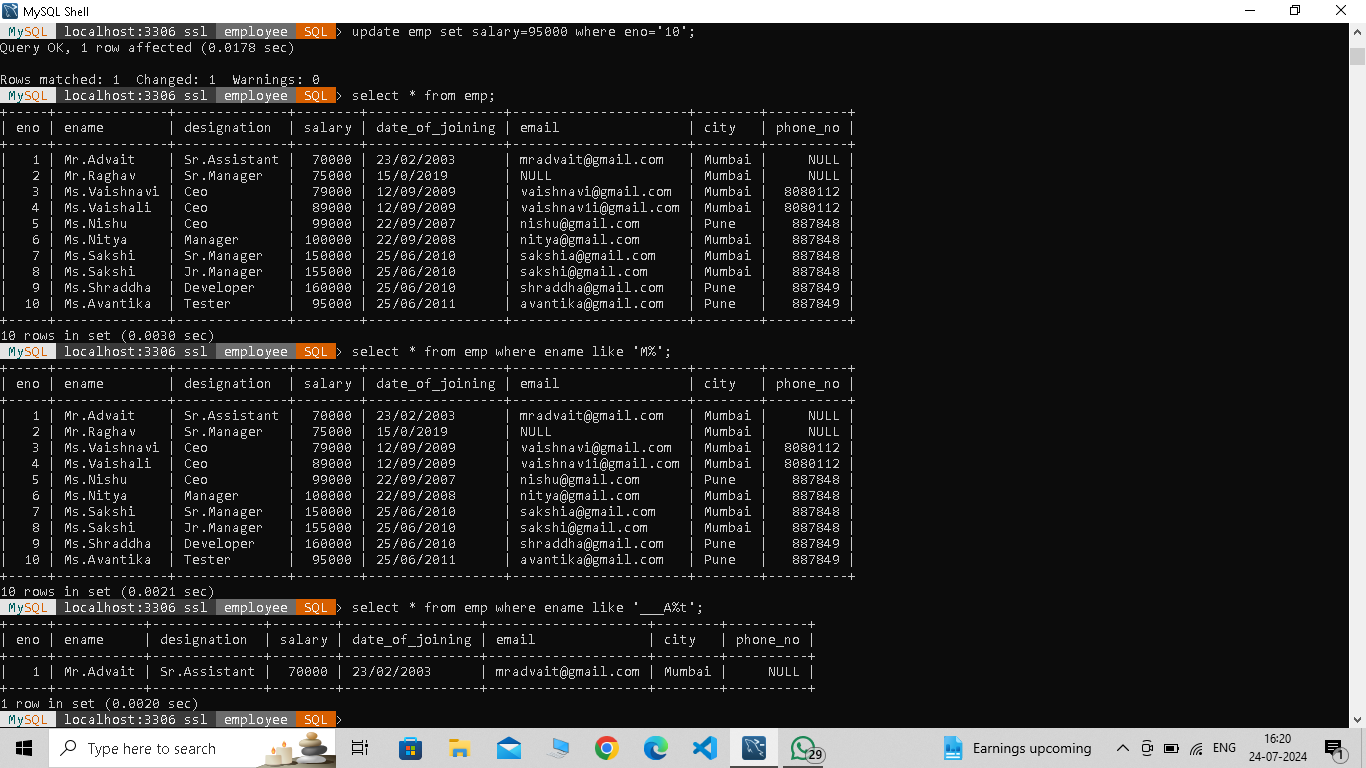 MySQL Shell
MySQL localhost:3306 ssl employee SQL > update emp set salary=95000 where eno='10';
Query OK, 1 row affected (0.0178 sec)
Rows matched: 1  Changed: 1  Warnings: 0
MySQL localhost:3306 ssl employee SQL > select * from emp;
| eno | ename | designation | salary | date_of_joining | email | city | phone_no |
| 1 | Mr.Advait | Sr.Assistant | 70000 | 23/02/2003 | mradvait@gmail.com | Mumbai | NULL |
| 2 | Mr.Raghav | Sr.Manager | 75000 | 15/0/2019 | NULL | Mumbai | NULL |
| 3 | Ms.Vaishnavi | Ceo | 79000 | 12/09/2009 | vaishnavi@gmail.com | Mumbai | 8080112 |
| 4 | Ms.Vaishali | Ceo | 89000 | 12/09/2009 | vaishnav1i@gmail.com | Mumbai | 8080112 |
| 5 | Ms.Nishu | Ceo | 99000 | 22/09/2007 | nishu@gmail.com | Pune | 887848 |
| 6 | Ms.Nitya | Manager | 100000 | 22/09/2008 | nitya@gmail.com | Mumbai | 887848 |
| 7 | Ms.Sakshi | Sr.Manager | 150000 | 25/06/2010 | sakshia@gmail.com | Mumbai | 887848 |
| 8 | Ms.Sakshi | Jr.Manager | 155000 | 25/06/2010 | sakshi@gmail.com | Mumbai | 887848 |
| 9 | Ms.Shraddha | Developer | 160000 | 25/06/2010 | shraddha@gmail.com | Pune | 887849 |
| 10 | Ms.Avantika | Tester | 95000 | 25/06/2011 | avantika@gmail.com | Pune | 887849 |
10 rows in set (0.0030 sec)
MySQL localhost:3306 ssl employee SQL > select * from emp where ename like 'M%';
| eno | ename | designation | salary | date_of_joining | email | city | phone_no |
| 1 | Mr.Advait | Sr.Assistant | 70000 | 23/02/2003 | mradvait@gmail.com | Mumbai | NULL |
| 2 | Mr.Raghav | Sr.Manager | 75000 | 15/0/2019 | NULL | Mumbai | NULL |
| 3 | Ms.Vaishnavi | Ceo | 79000 | 12/09/2009 | vaishnavi@gmail.com | Mumbai | 8080112 |
| 4 | Ms.Vaishali | Ceo | 89000 | 12/09/2009 | vaishnav1i@gmail.com | Mumbai | 8080112 |
| 5 | Ms.Nishu | Ceo | 99000 | 22/09/2007 | nishu@gmail.com | Pune | 887848 |
| 6 | Ms.Nitya | Manager | 100000 | 22/09/2008 | nitya@gmail.com | Mumbai | 887848 |
| 7 | Ms.Sakshi | Sr.Manager | 150000 | 25/06/2010 | sakshia@gmail.com | Mumbai | 887848 |
| 8 | Ms.Sakshi | Jr.Manager | 155000 | 25/06/2010 | sakshi@gmail.com | Mumbai | 887848 |
| 9 | Ms.Shraddha | Developer | 160000 | 25/06/2010 | shraddha@gmail.com | Pune | 887849 |
| 10 | Ms.Avantika | Tester | 95000 | 25/06/2011 | avantika@gmail.com | Pune | 887849 |
10 rows in set (0.0021 sec)
MySQL localhost:3306 ssl employee SQL > select * from emp where ename like '___A%t';
| eno | ename | designation | salary | date_of_joining | email | city | phone_no |
| 1 | Mr.Advait | Sr.Assistant | 70000 | 23/02/2003 | mradvait@gmail.com | Mumbai | NULL |
1 row in set (0.0020 sec)
MySQL localhost:3306 ssl employee SQL >
Type here to search
29
Earnings upcoming
ENG
16:20
24-07-2024
1